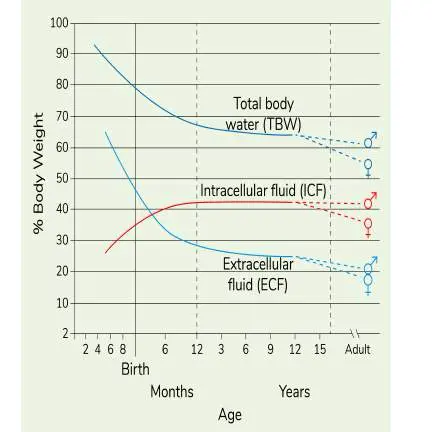 100
90
80
70
60
50
40
30
20
10
2
% Body Weight
Total body
water (TBW)
Intracellular fluid (ICF)
Extracellular
fluid (ECF)
♂
♀
♂
♀
♂
♀
2 4 6 8 6 12 3 6 9 12 15 Adult
Birth
Months Years
Age